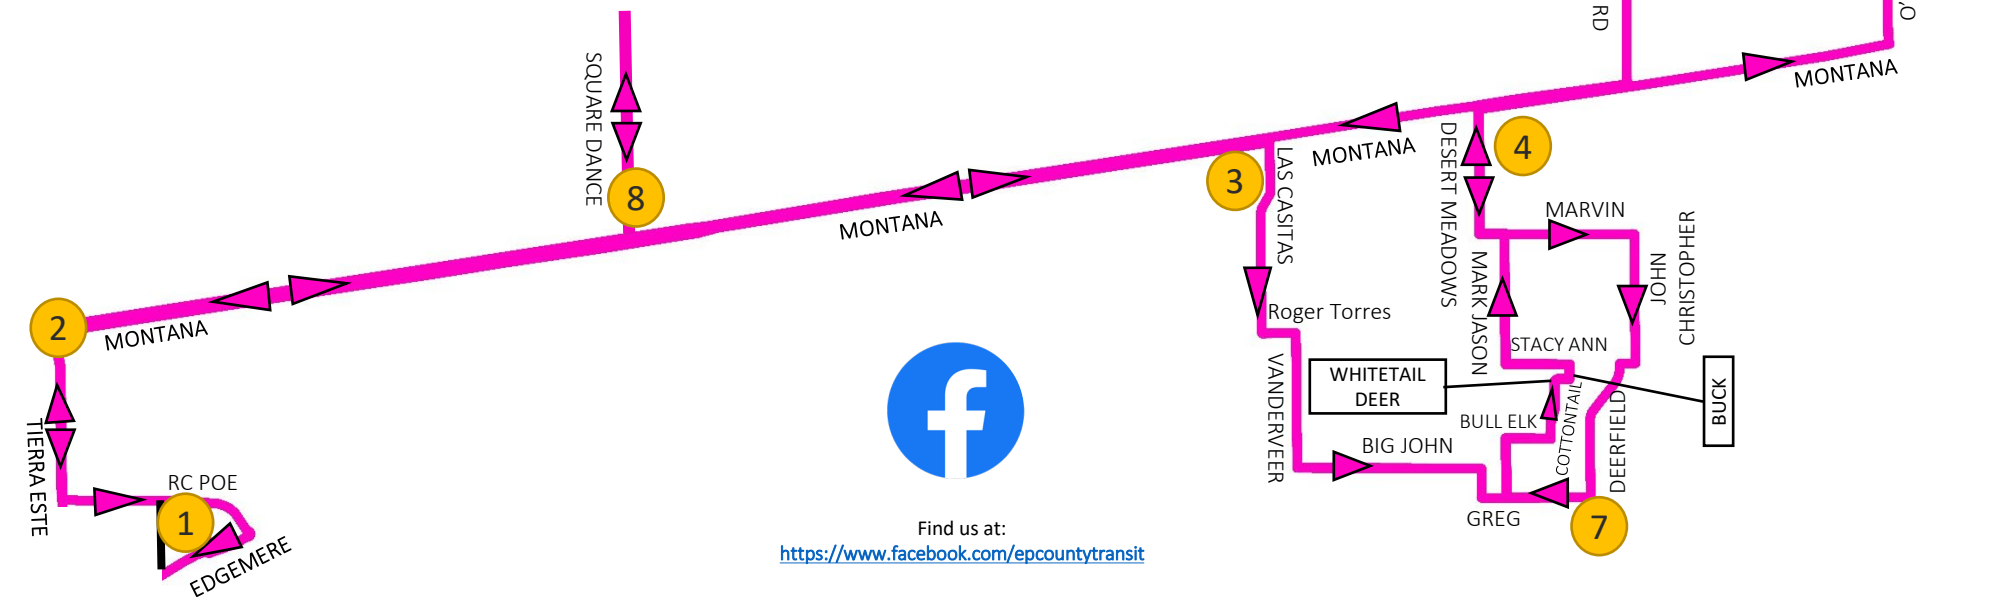 RD
O
MONTANA
SQUARE DANCE
8
MONTANA
4
MONTANA
3
LAS CASITAS
DESERT MEADOWS
MARVIN
JOHN
CHRISTOPHER
MARK JASON
MONTANA
2
Roger Torres
STACY ANN
WHITETAIL
DEER
BUCK
VANDERVEER
BULL ELK
COTTONTAIL
DEERFIELD
BIG JOHN
GREG
7
TIERRA ESTE
RC POE
1
EDGEMERE
Find us at:
https://www.facebook.com/epcountytransit